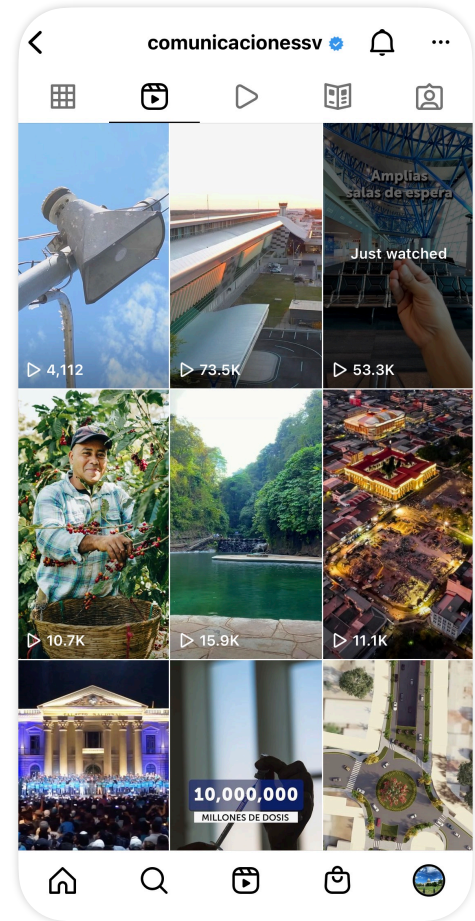 comunicacionessv
Amplias
salas de espera
Just watched
4,112
73.5K
53.3K
10.7K
15.9K
11.1K
10,000,000
MILLONES DE DOSIS